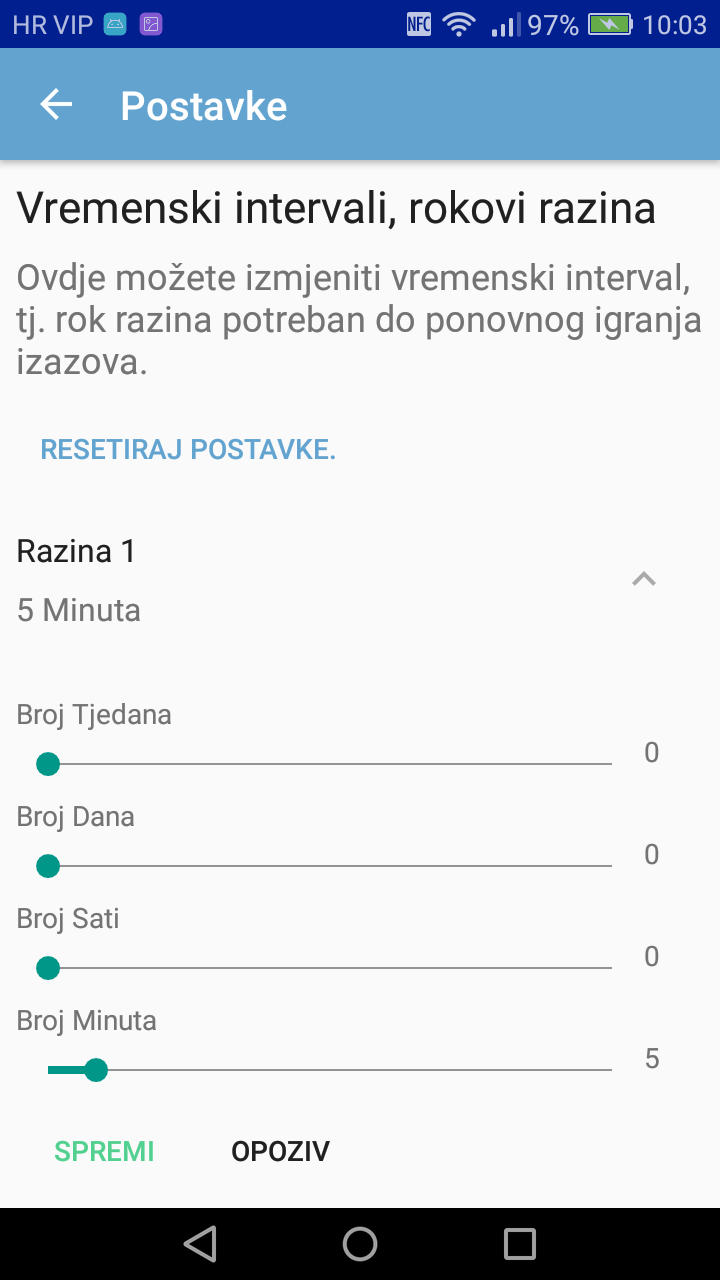 HR VIP NFC 97% 10:03
Postavke
Vremenski intervali, rokovi razina
Ovdje možete izmjeniti vremenski interval,
tj. rok razina potreban do ponovnog igranja
izazova.
RESETIRAJ POSTAVKE.
Razina 1
5 Minuta
Broj Tjedana
0
Broj Dana
0
Broj Sati
0
Broj Minuta
5
SPREMI OPOZIV